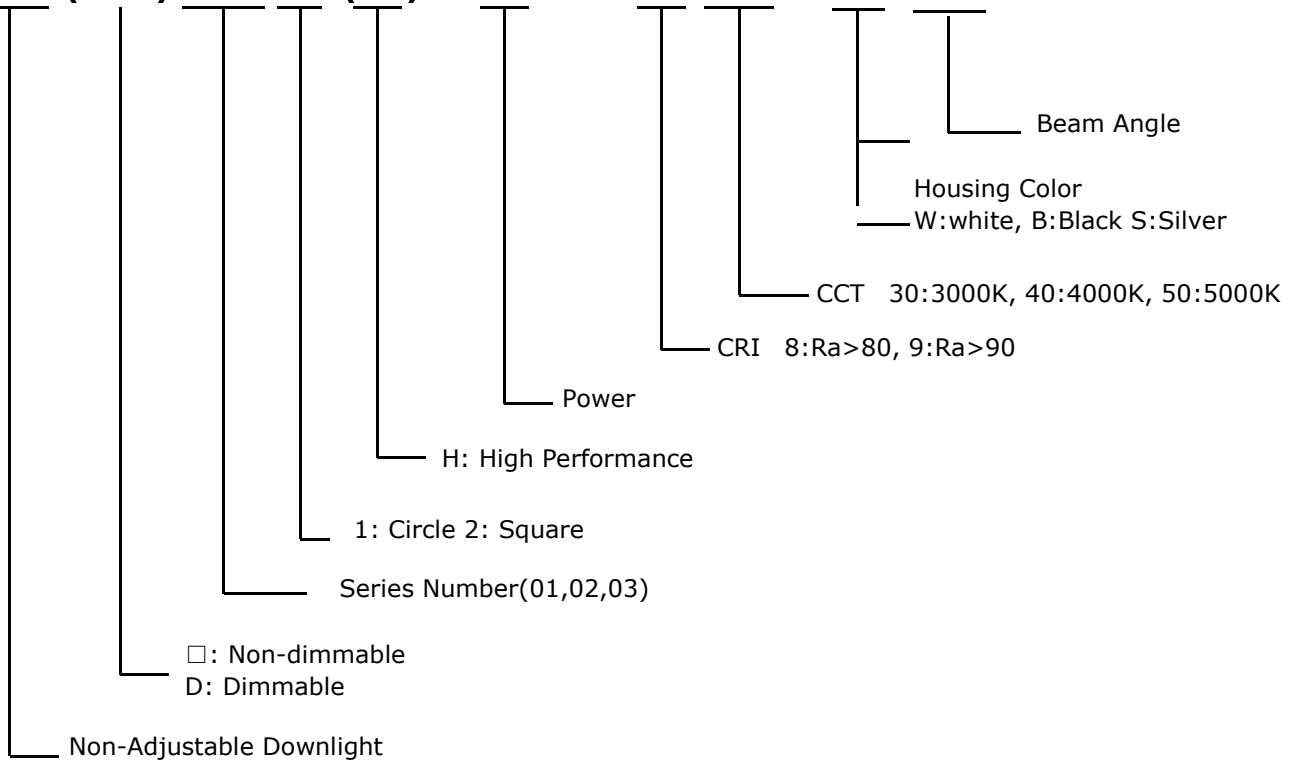 Beam Angle
Housing Color
W:white, B:Black S:Silver
CCT 30:3000K, 40:4000K, 50:5000K
CRI 8:Ra>80, 9:Ra>90
Power
H: High Performance
1: Circle 2: Square
Series Number(01,02,03)
□: Non-dimmable
D: Dimmable
Non-Adjustable Downlight